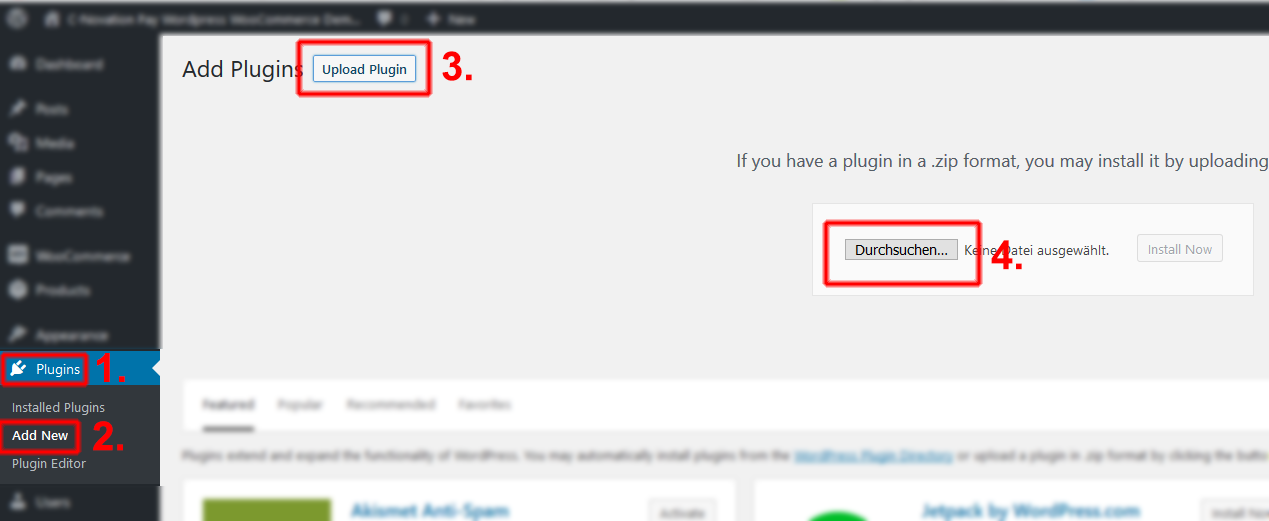 C-Novation Pay Wordpress WooCommerce Dem...
New
Dashboard
Posts
Media
Pages
Comments
WooCommerce
Products
Appearance
Plugins 1.
Installed Plugins
Add New 2.
Plugin Editor
Users
Add Plugins Upload Plugin 3.
If you have a plugin in a .zip format, you may install it by uploading
Durchsuchen... Keine Datei ausgewählt. 4. Install Now
Featured Popular Recommended Favorites
Plugins extend and expand the functionality of WordPress. You may automatically install plugins from the WordPress Plugin Directory or upload a plugin in .zip format by clicking the butto
Akismet Anti-Spam Activate
Jetpack by WordPress.com Install Now